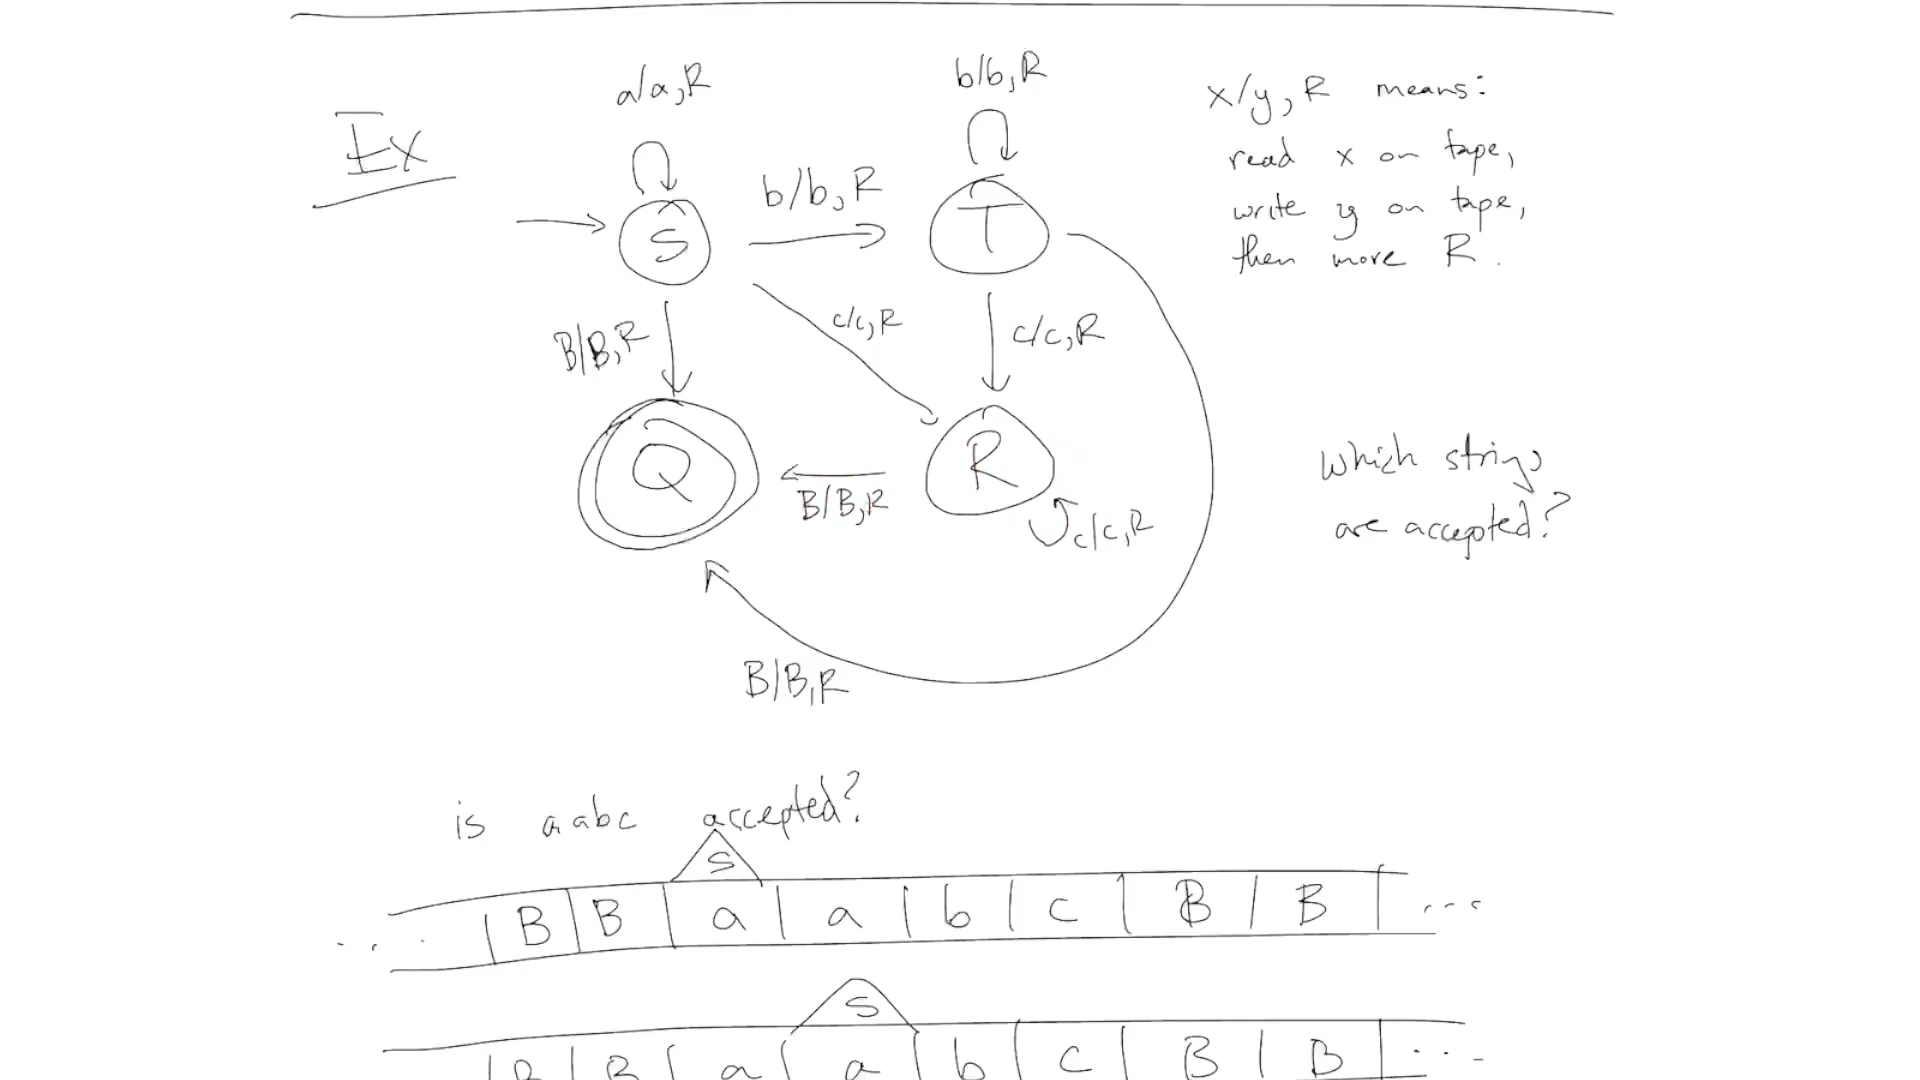 Ex
a/a,R
b/b,R
x/y, R means:
read x on tape,
write y on tape,
then move R.
S
b/b,R
T
B/B,R
c/c,R
c/c,R
Q
B/B,R
R
c/c,R
Which strings
are accepted?
B/B,R
is aabc accepted?
S
... B B a a b c B B ...
S
B B a a b c B B ...